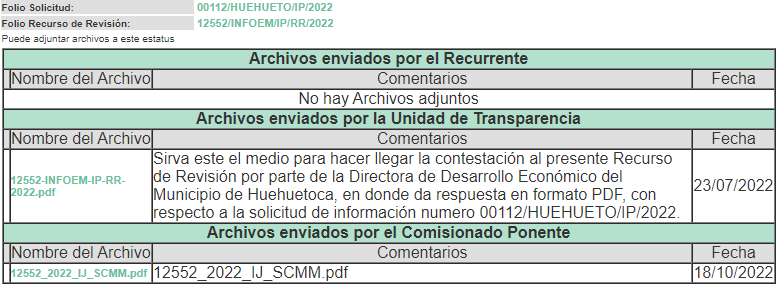 Folio Solicitud: 00112/HUEHUETO/IP/2022
Folio Recurso de Revisión: 12552/INFOEM/IP/RR/2022
Puede adjuntar archivos a este estatus
Archivos enviados por el Recurrente
Nombre del Archivo Comentarios Fecha
No hay Archivos adjuntos
Archivos enviados por la Unidad de Transparencia
Nombre del Archivo Comentarios Fecha
12552-INFOEM-IP-RR-
2022.pdf
Sirva este el medio para hacer llegar la contestación al presente Recurso
de Revisión por parte de la Directora de Desarrollo Económico del
Municipio de Huehuetoca, en donde da respuesta en formato PDF, con
respecto a la solicitud de información numero 00112/HUEHUETO/IP/2022.
23/07/2022
Archivos enviados por el Comisionado Ponente
Nombre del Archivo Comentarios Fecha
12552_2022_IJ_SCMM.pdf 12552_2022_IJ_SCMM.pdf 18/10/2022